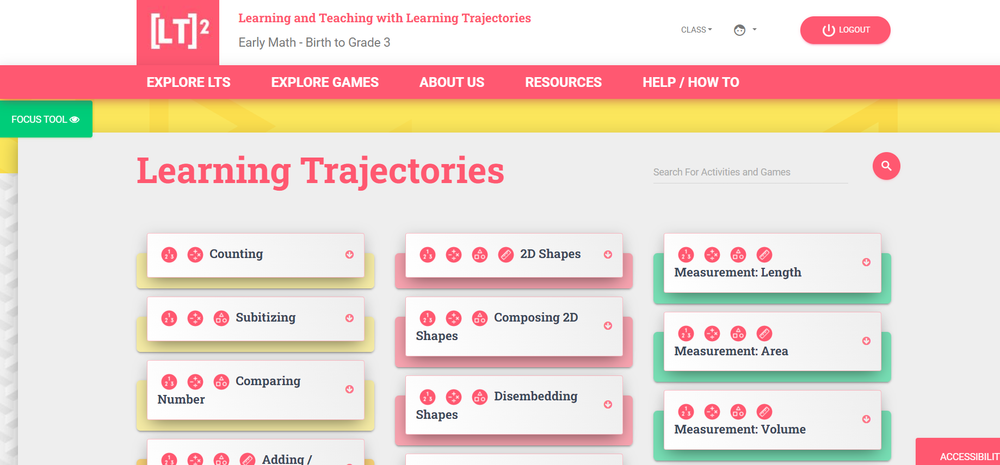 [LT]²
Learning and Teaching with Learning Trajectories
Early Math - Birth to Grade 3
CLASS
LOGOUT
EXPLORE LTS
EXPLORE GAMES
ABOUT US
RESOURCES
HELP / HOW TO
FOCUS TOOL
Learning Trajectories
Search For Activities and Games
Counting
Subitizing
Comparing
Number
Adding /
2D Shapes
Composing 2D
Shapes
Disembedding
Shapes
Measurement: Length
Measurement: Area
Measurement: Volume
ACCESSIBILIT